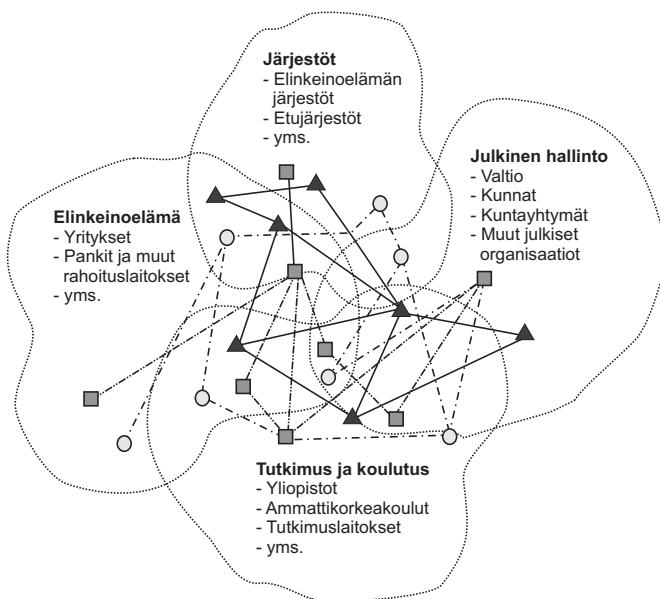 Järjestöt
- Elinkeinoelämän
järjestöt
- Etujärjestöt
- yms.
Julkinen hallinto
- Valtio
- Kunnat
- Kuntayhtymät
- Muut julkiset
organisaatiot
Elinkeinoelämä
- Yritykset
- Pankit ja muut
rahoituslaitokset
- yms.
Tutkimus ja koulutus
- Yliopistot
- Ammattikorkeakoulut
- Tutkimuslaitokset
- yms.